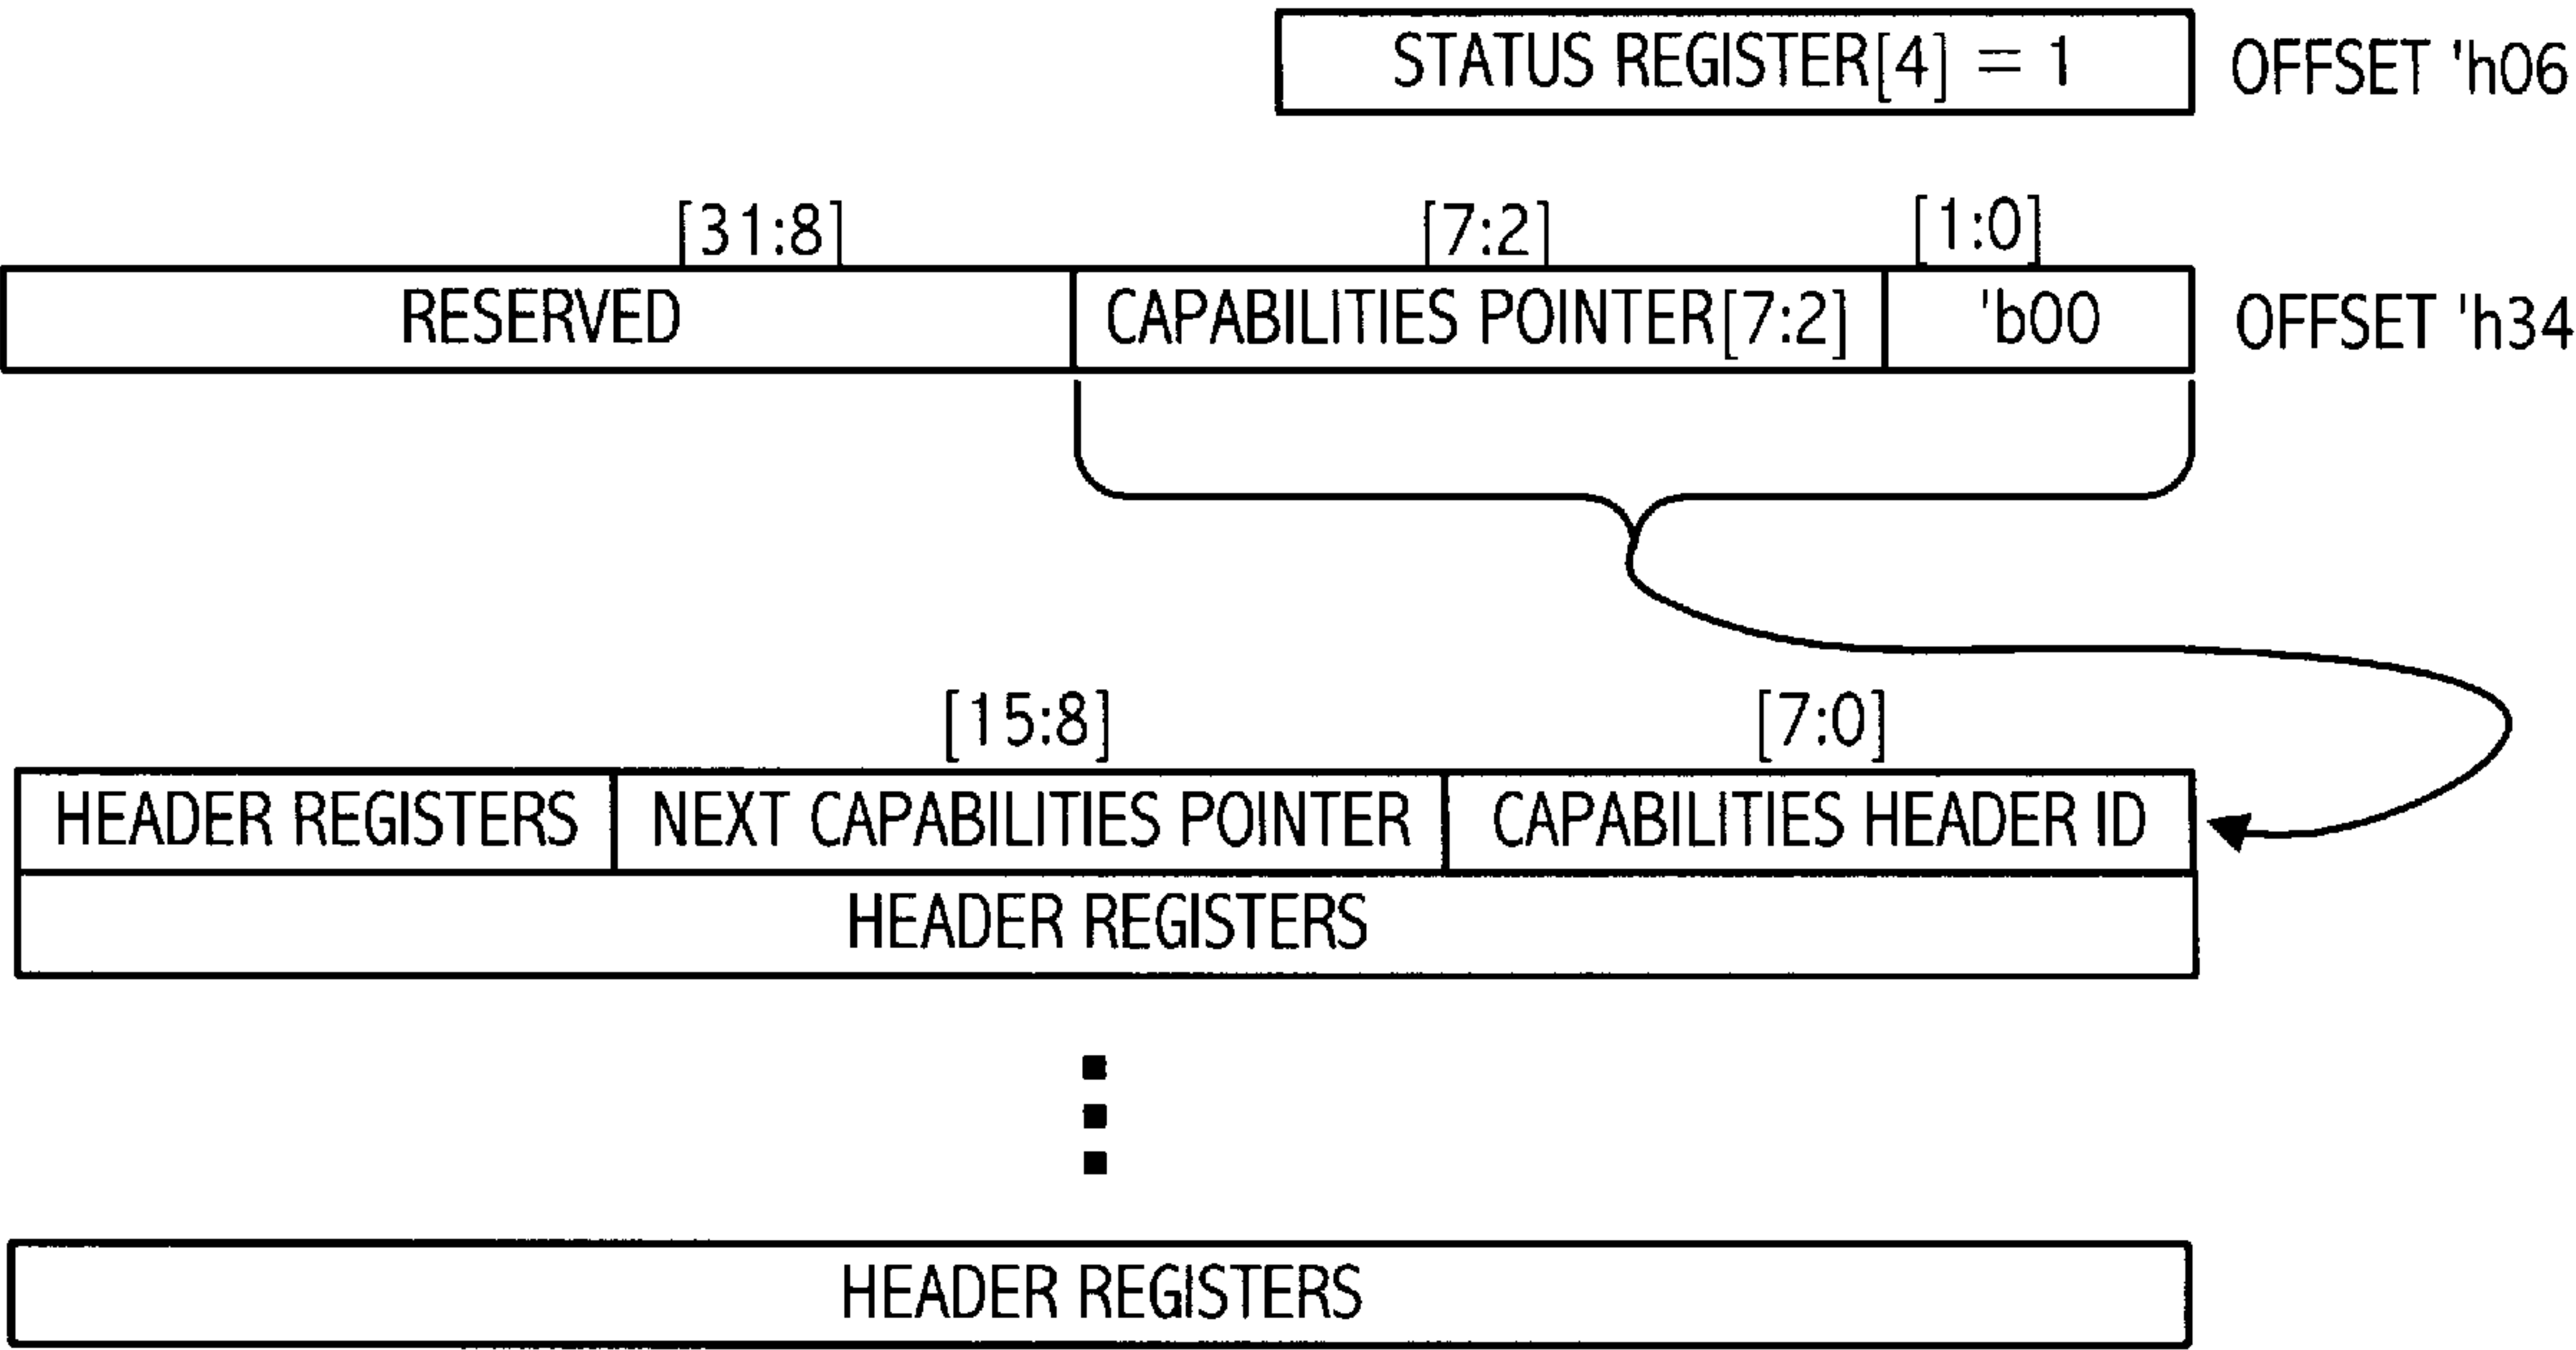 STATUS REGISTER[4] = 1 OFFSET 'h06
[31:8] [7:2] [1:0]
RESERVED CAPABILITIES POINTER[7:2] 'b00 OFFSET 'h34
[15:8] [7:0]
HEADER REGISTERS NEXT CAPABILITIES POINTER CAPABILITIES HEADER ID
HEADER REGISTERS
HEADER REGISTERS